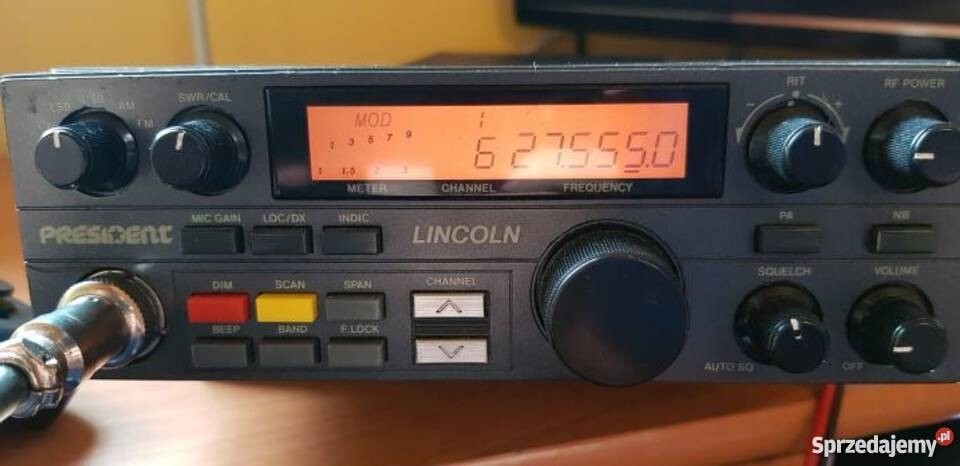 LSB USB AM FM
SWR/CAL
RIT
- +
RF POWER
MOD
1 3 5 7 9
1 1.5 2 3
1
6 27.555.0
METER CHANNEL FREQUENCY
MIC GAIN LOC/DX INDIC
PA NB
PRESIDENT
LINCOLN
DIM SCAN SPAN
CHANNEL
SQUELCH VOLUME
BEEP BAND F.LOCK
AUTO SQ OFF
Sprzedajemy.pl